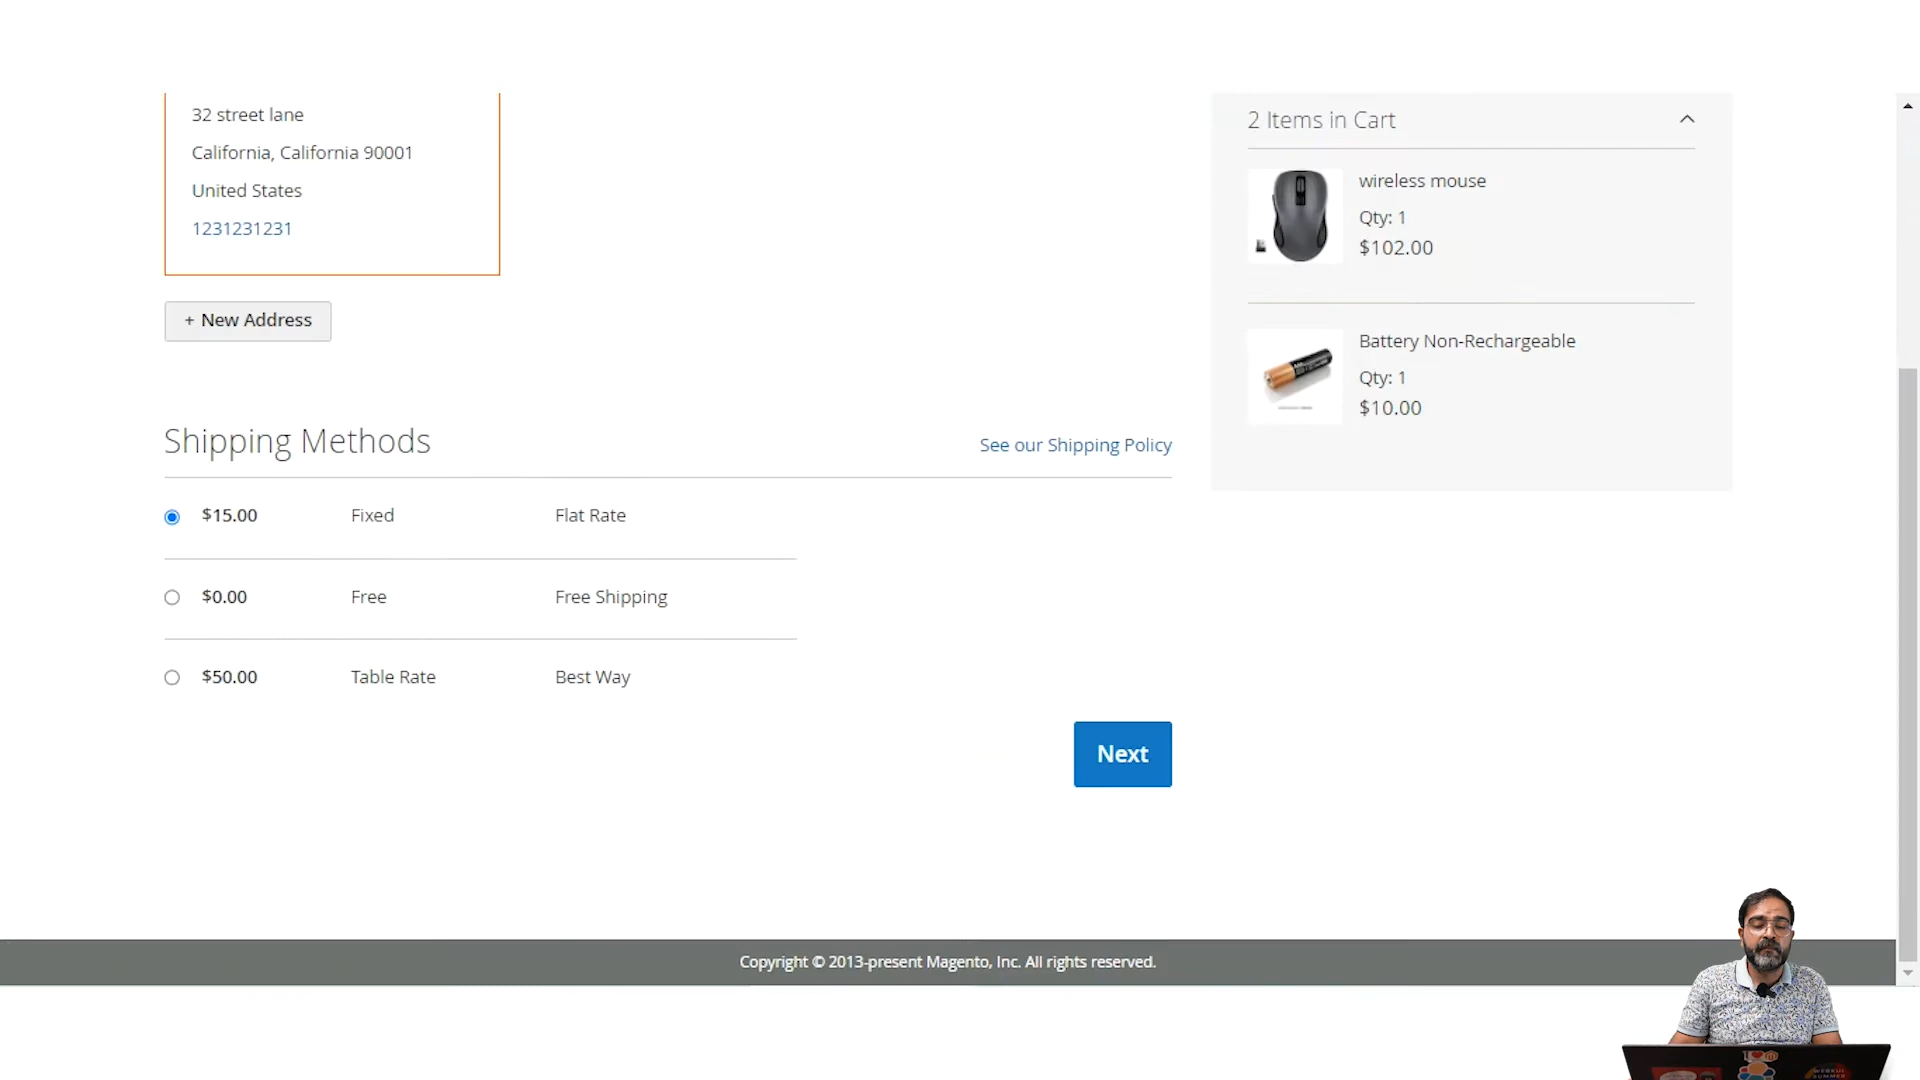 32 street lane
California, California 90001
United States
1231231231
+ New Address
2 Items in Cart
wireless mouse
Qty: 1
$102.00
Battery Non-Rechargeable
Qty: 1
$10.00
Shipping Methods
See our Shipping Policy
$15.00 Fixed Flat Rate
$0.00 Free Free Shipping
$50.00 Table Rate Best Way
Next
Copyright © 2013-present Magento, Inc. All rights reserved.